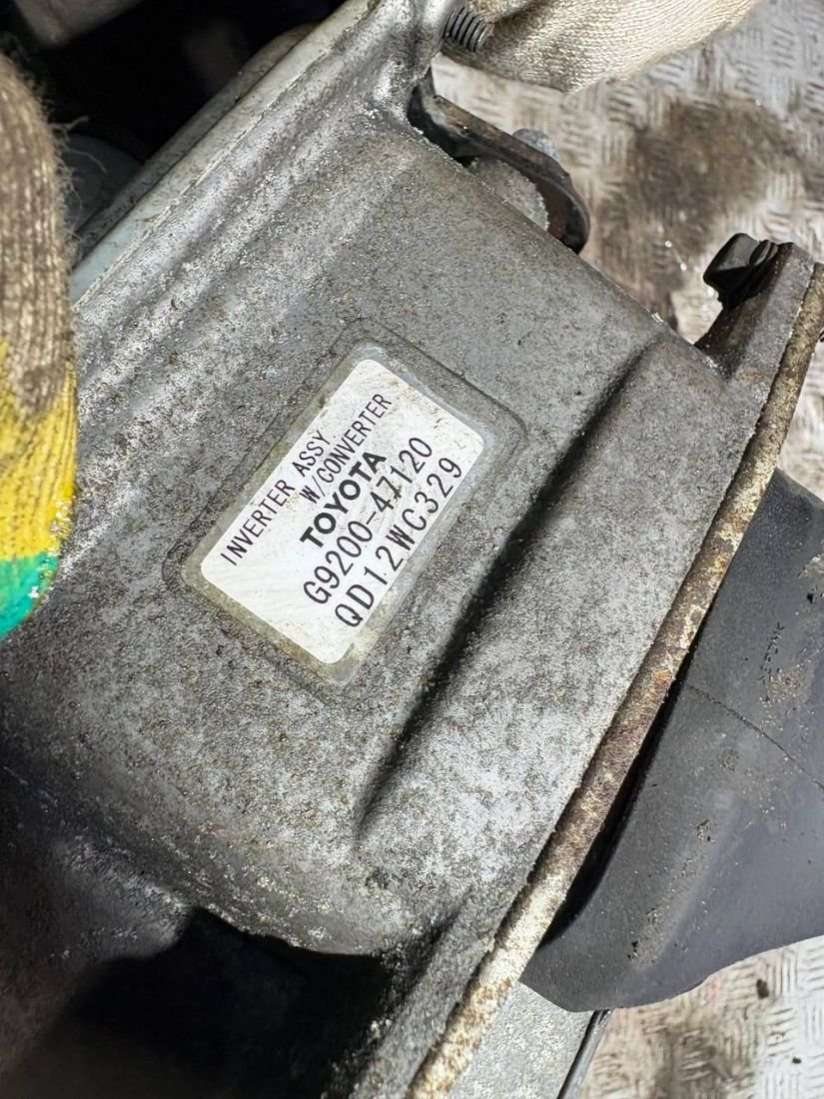 INVERTER ASSY
W/CONVERTER
TOYOTA
G9200-47120
QD12WC329